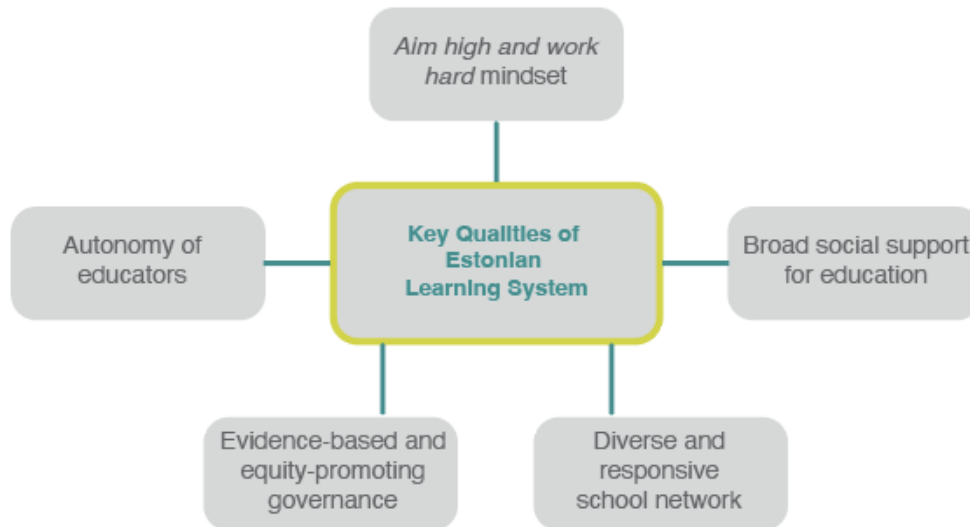 Aim high and work
hard mindset
Autonomy of
educators
Key Qualities of
Estonian
Learning System
Broad social support
for education
Evidence-based and
equity-promoting
governance
Diverse and
responsive
school network